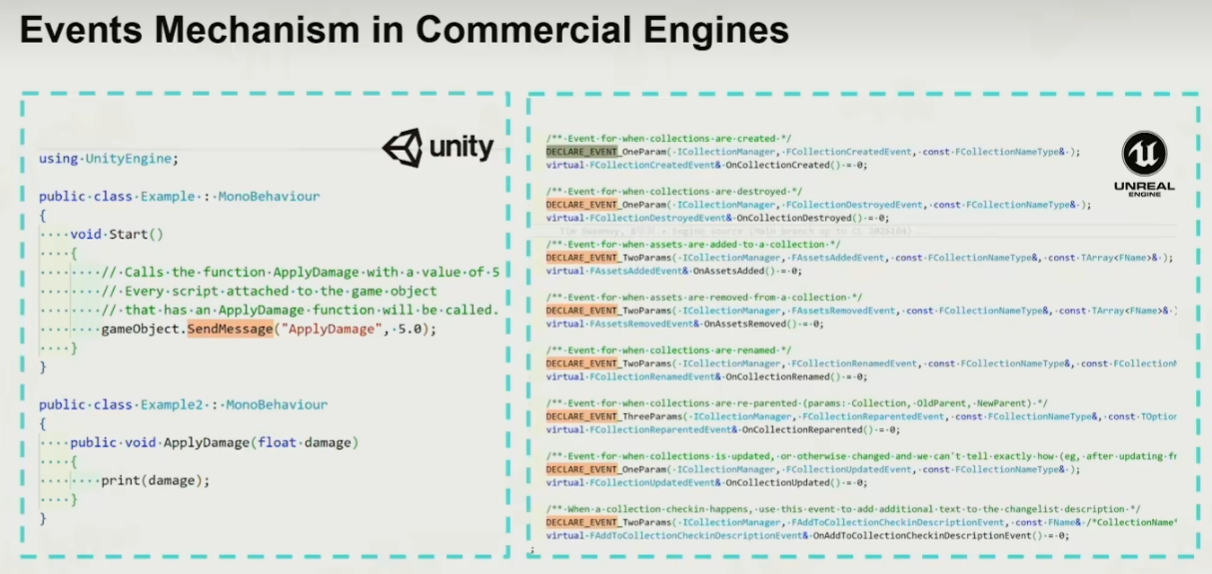 Events Mechanism in Commercial Engines
unity
using UnityEngine;
public class Example : MonoBehaviour
{
void Start()
{
// Calls the function ApplyDamage with a value of 5
// Every script attached to the game object
// that has an ApplyDamage function will be called.
gameObject.SendMessage("ApplyDamage", 5.0);
}
}
public class Example2 : MonoBehaviour
{
public void ApplyDamage(float damage)
{
print(damage);
}
}
UNREAL
ENGINE
/** Event for when collections are created */
DECLARE_EVENT_OneParam( ICollectionManager, FCollectionCreatedEvent, const FCollectionNameType& );
virtual FCollectionCreatedEvent& OnCollectionCreated() = 0;
/** Event for when collections are destroyed */
DECLARE_EVENT_OneParam( ICollectionManager, FCollectionDestroyedEvent, const FCollectionNameType& );
virtual FCollectionDestroyedEvent& OnCollectionDestroyed() = 0;
/** Event for when assets are added to a collection */
DECLARE_EVENT_TwoParams( ICollectionManager, FAssetsAddedEvent, const FCollectionNameType&, const TArray<FName>& );
virtual FAssetsAddedEvent& OnAssetsAdded() = 0;
/** Event for when assets are removed from a collection */
DECLARE_EVENT_TwoParams( ICollectionManager, FAssetsRemovedEvent, const FCollectionNameType&, const TArray<FName>& )
virtual FAssetsRemovedEvent& OnAssetsRemoved() = 0;
/** Event for when collections are renamed */
DECLARE_EVENT_TwoParams( ICollectionManager, FCollectionRenamedEvent, const FCollectionNameType&, const FCollectionN
virtual FCollectionRenamedEvent& OnCollectionRenamed() = 0;
/** Event for when collections are re-parented (params: Collection, OldParent, NewParent) */
DECLARE_EVENT_ThreeParams( ICollectionManager, FCollectionReparentedEvent, const FCollectionNameType&, const TOption
virtual FCollectionReparentedEvent& OnCollectionReparented() = 0;
/** Event for when collections is updated, or otherwise changed and we can't tell exactly how (eg, after updating fr
DECLARE_EVENT_OneParam( ICollectionManager, FCollectionUpdatedEvent, const FCollectionNameType& );
virtual FCollectionUpdatedEvent& OnCollectionUpdated() = 0;
/** When a collection checkin happens, use this event to add additional text to the changelist description */
DECLARE_EVENT_TwoParams( ICollectionManager, FAddToCollectionCheckinDescriptionEvent, const FName& /*CollectionName*
virtual FAddToCollectionCheckinDescriptionEvent& OnAddToCollectionCheckinDescriptionEvent() = 0;
;